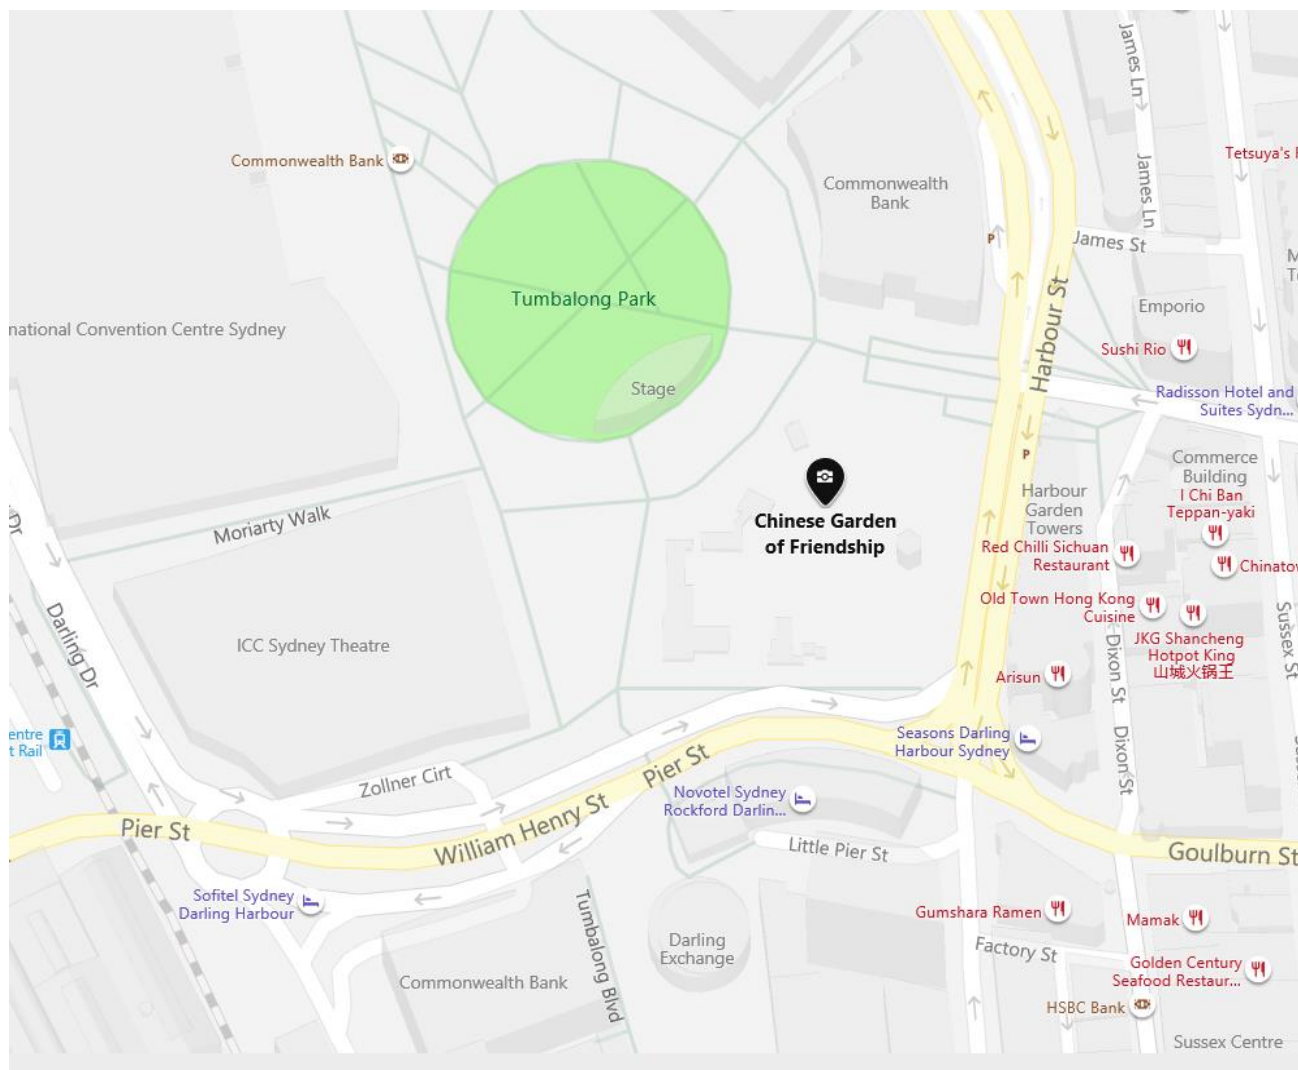 James Ln
Commonwealth Bank
Tetsuya's
James Ln
Commonwealth
Bank
P
James St
Tumbalong Park
Emporio
national Convention Centre Sydney
Harbour St
Sushi Rio
Stage
Radisson Hotel and
Suites Sydn...
P
Commerce
Building
Harbour
Garden
Towers
I Chi Ban
Teppan-yaki
Moriarty Walk
Dr
Chinese Garden
of Friendship
Red Chilli Sichuan
Restaurant
Old Town Hong Kong
Cuisine
JKG Shancheng
Hotpot King
山城火锅王
Sussex St
Darling Dr
ICC Sydney Theatre
Dixon St
Arisun
entre
t Rail
Seasons Darling
Harbour Sydney
Dixon St
Zollner Cirt
Pier St
Novotel Sydney
Rockford Darlin...
Pier St
William Henry St
Little Pier St
Goulburn St
Sofitel Sydney
Darling Harbour
Tumbalong Blvd
Gumshara Ramen
Mamak
Darling
Exchange
Factory St
Commonwealth Bank
Golden Century
Seafood Restaur...
HSBC Bank
Sussex Centre